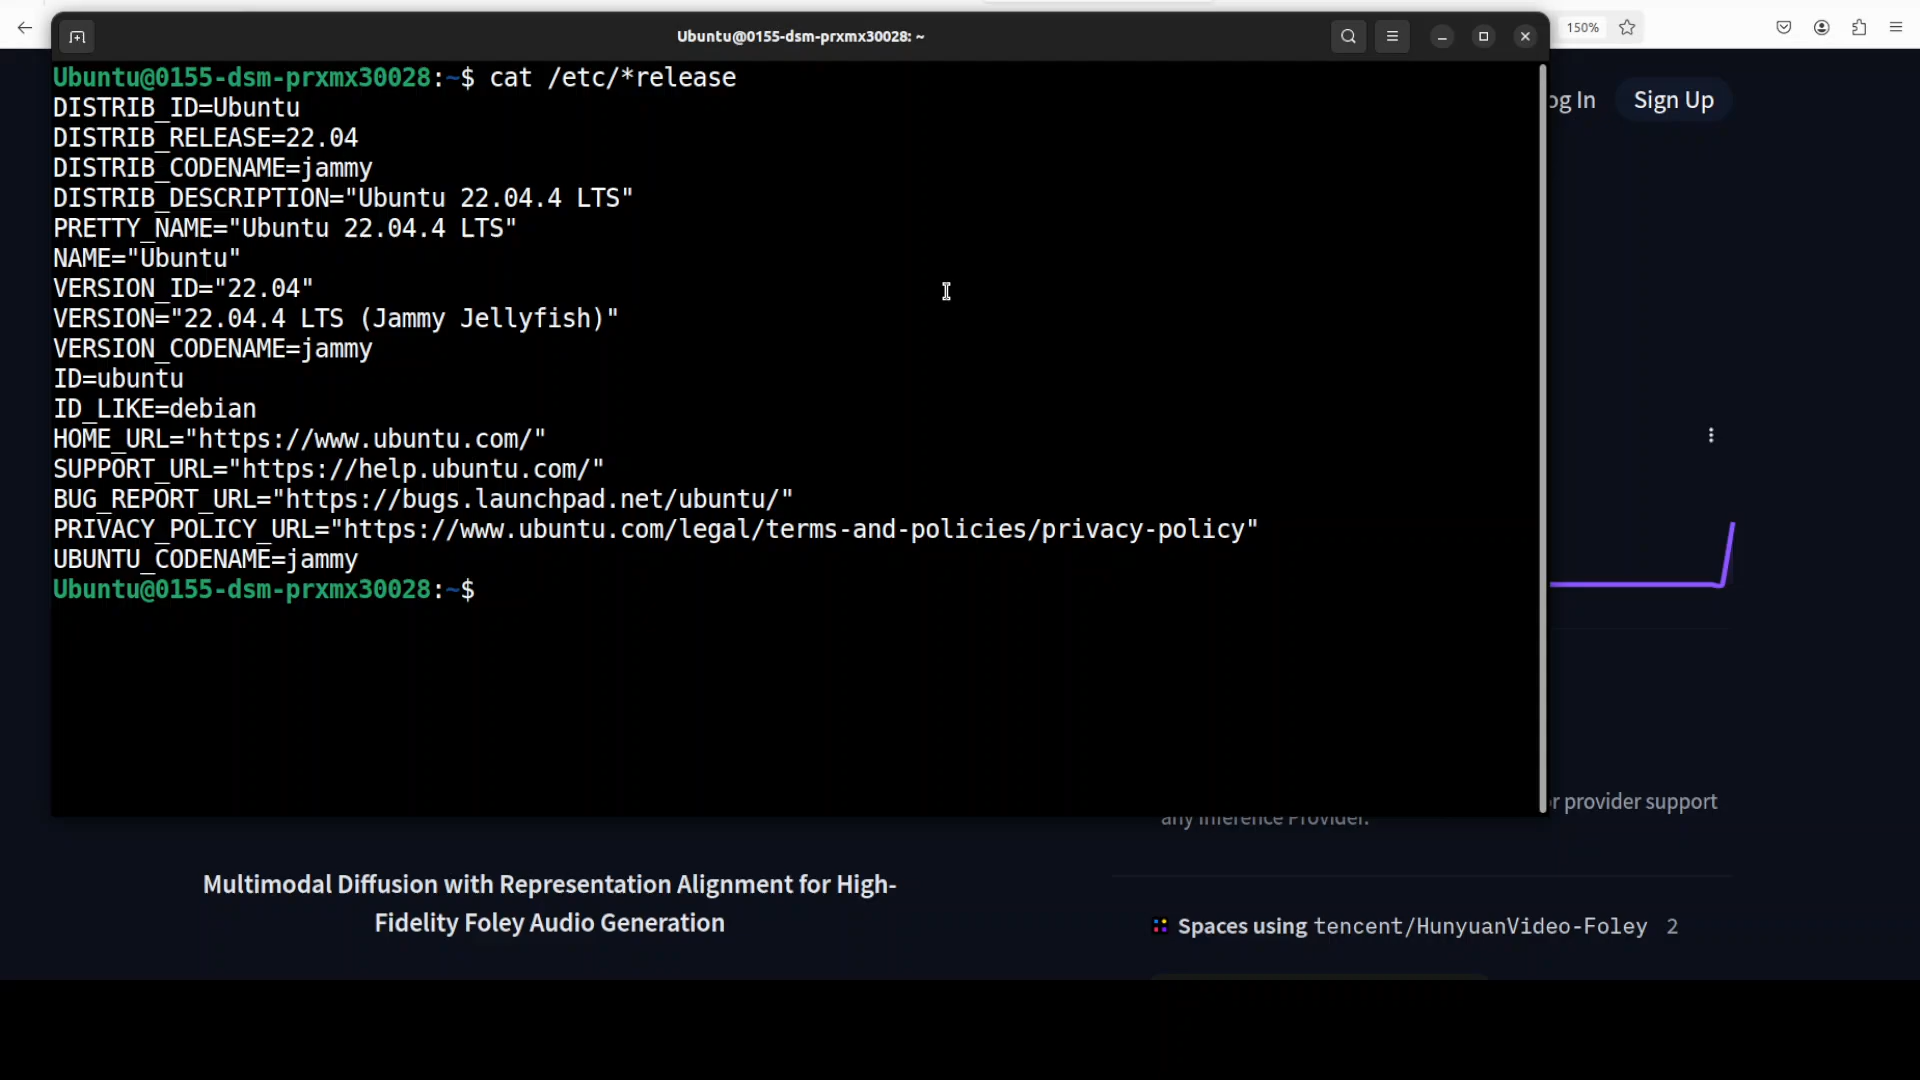 Ubuntu@0155-dsm-prxmx30028: ~
150%
Ubuntu@0155-dsm-prxmx30028:~$ cat /etc/*release
DISTRIB_ID=Ubuntu
DISTRIB_RELEASE=22.04
DISTRIB_CODENAME=jammy
DISTRIB_DESCRIPTION="Ubuntu 22.04.4 LTS"
PRETTY_NAME="Ubuntu 22.04.4 LTS"
NAME="Ubuntu"
VERSION_ID="22.04"
VERSION="22.04.4 LTS (Jammy Jellyfish)"
VERSION_CODENAME=jammy
ID=ubuntu
ID_LIKE=debian
HOME_URL="https://www.ubuntu.com/"
SUPPORT_URL="https://help.ubuntu.com/"
BUG_REPORT_URL="https://bugs.launchpad.net/ubuntu/"
PRIVACY_POLICY_URL="https://www.ubuntu.com/legal/terms-and-policies/privacy-policy"
UBUNTU_CODENAME=jammy
Ubuntu@0155-dsm-prxmx30028:~$
og In
Sign Up
r provider support
any Inference Provider.
Multimodal Diffusion with Representation Alignment for High-
Fidelity Foley Audio Generation
Spaces using tencent/HunyuanVideo-Foley 2